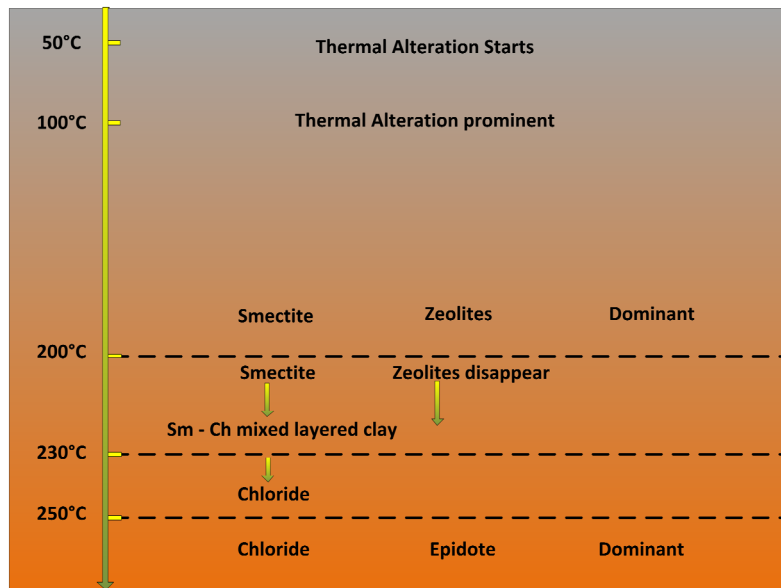 50°C Thermal Alteration Starts
100°C Thermal Alteration prominent
Smectite Zeolites Dominant
200°C
Smectite Zeolites disappear
Sm - Ch mixed layered clay
230°C
Chloride
250°C
Chloride Epidote Dominant